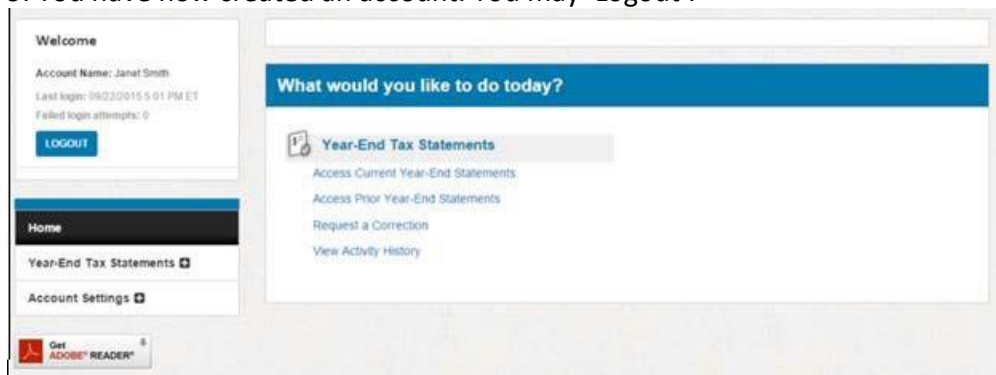 You have now created an account. You may "Logout".
Welcome
Account Name: Janet Smith
Last login: 09/22/2015 5:01 PM ET
Failed login attempts: 0
LOGOUT
Home
Year-End Tax Statements
Account Settings
Get
ADOBE® READER®
What would you like to do today?
Year-End Tax Statements
Access Current Year-End Statements
Access Prior Year-End Statements
Request a Correction
View Activity History